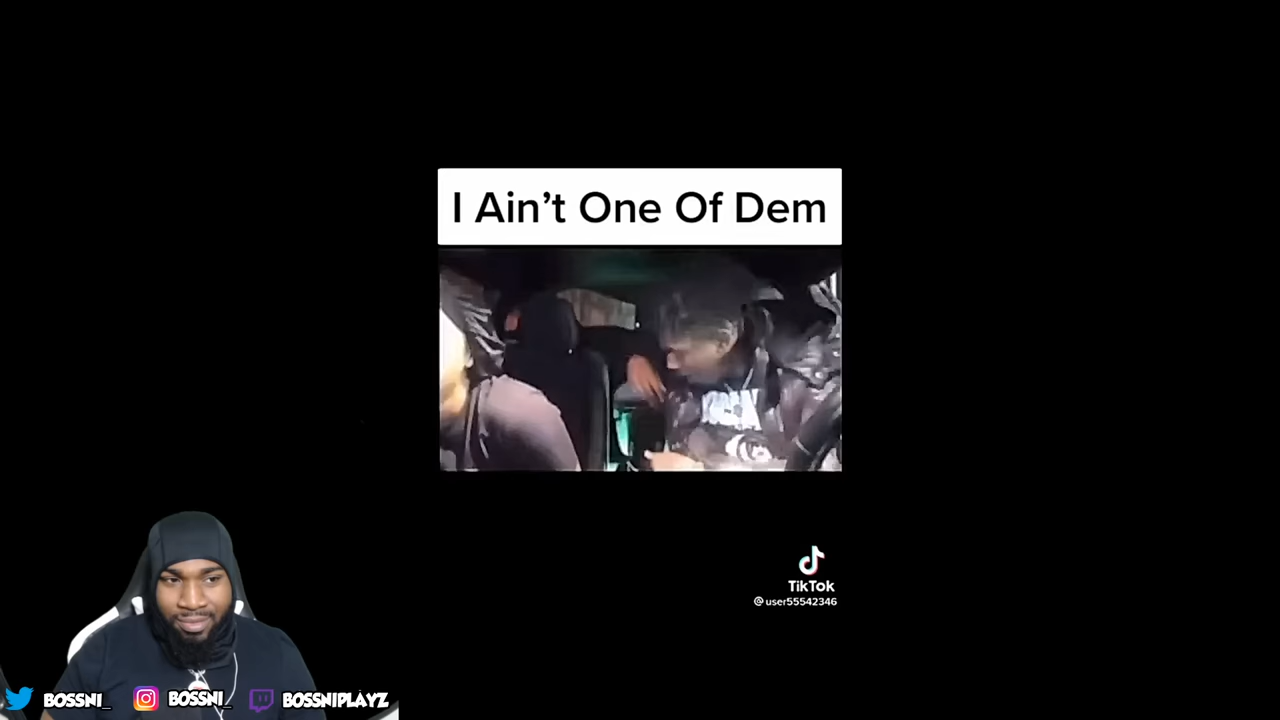 I Ain’t One Of Dem
TikTok
@user55542346
BOSSNI_
BOSSNI_
BOSSNIPLAYZ